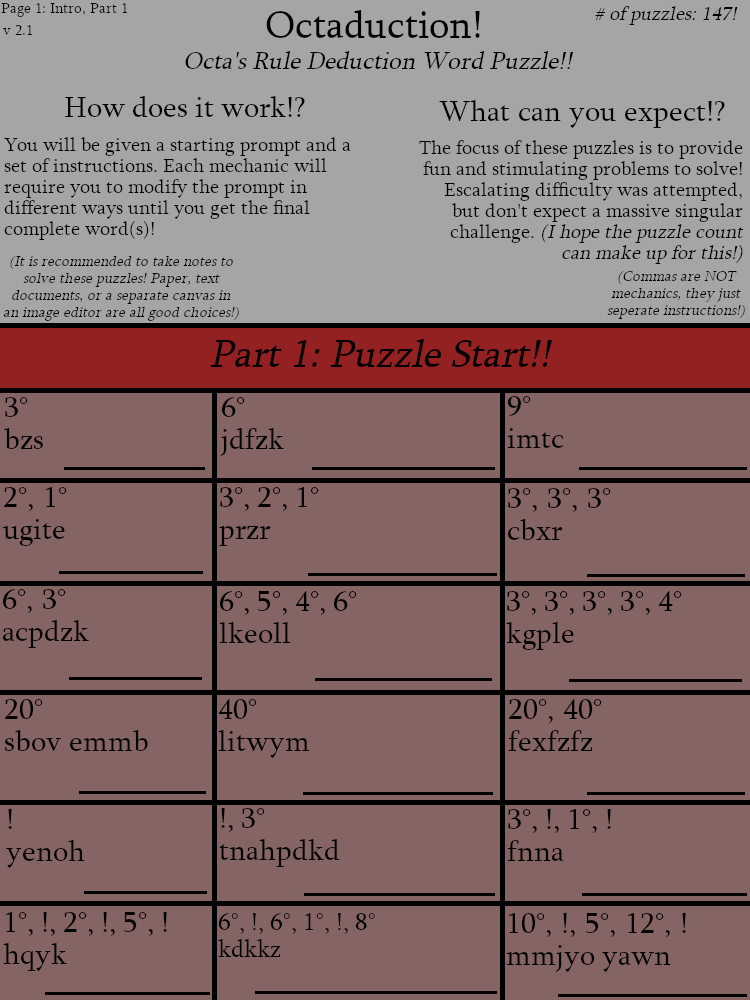 Page 1: Intro, Part 1
v 2.1
Octaduction!
# of puzzles: 147!
Octa's Rule Deduction Word Puzzle!!
How does it work!?
You will be given a starting prompt and a
set of instructions. Each mechanic will
require you to modify the prompt in
different ways until you get the final
complete word(s)!
(It is recommended to take notes to
solve these puzzles! Paper, text
documents, or a separate canvas in
an image editor are all good choices!)
What can you expect!?
The focus of these puzzles is to provide
fun and stimulating problems to solve!
Escalating difficulty was attempted,
but don't expect a massive singular
challenge. (I hope the puzzle count
can make up for this!)
(Commas are NOT
mechanics, they just
seperate instructions!)
Part 1: Puzzle Start!!
3°
bzs
6°
jdfzk
9°
imtc
2°, 1°
ugite
3°, 2°, 1°
przr
3°, 3°, 3°
cbxr
6°, 3°
acpdzk
6°, 5°, 4°, 6°
lkeoll
3°, 3°, 3°, 3°, 4°
kgple
20°
sbov emmb
40°
litwym
20°, 40°
fexfzfz
!
yenoh
!, 3°
tnahpdkd
3°, !, 1°, !
fnna
1°, !, 2°, !, 5°, !
hqyk
6°, !, 6°, 1°, !, 8°
kdkkz
10°, !, 5°, 12°, !
mmjyo yawn